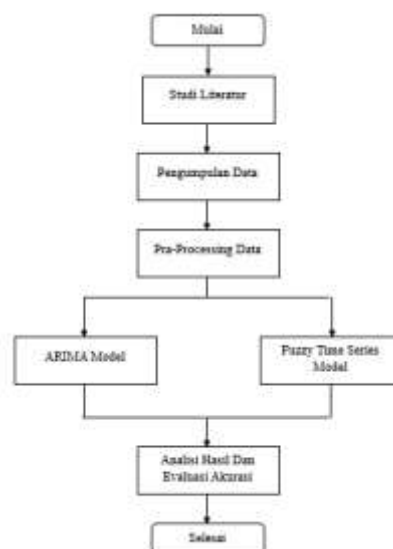 Mulai
Studi Literatur
Pengumpulan Data
Pra-Processing Data
ARIMA Model
Fuzzy Time Series
Model
Analisi Hasil Dan
Evaluasi Akurasi
Selesai